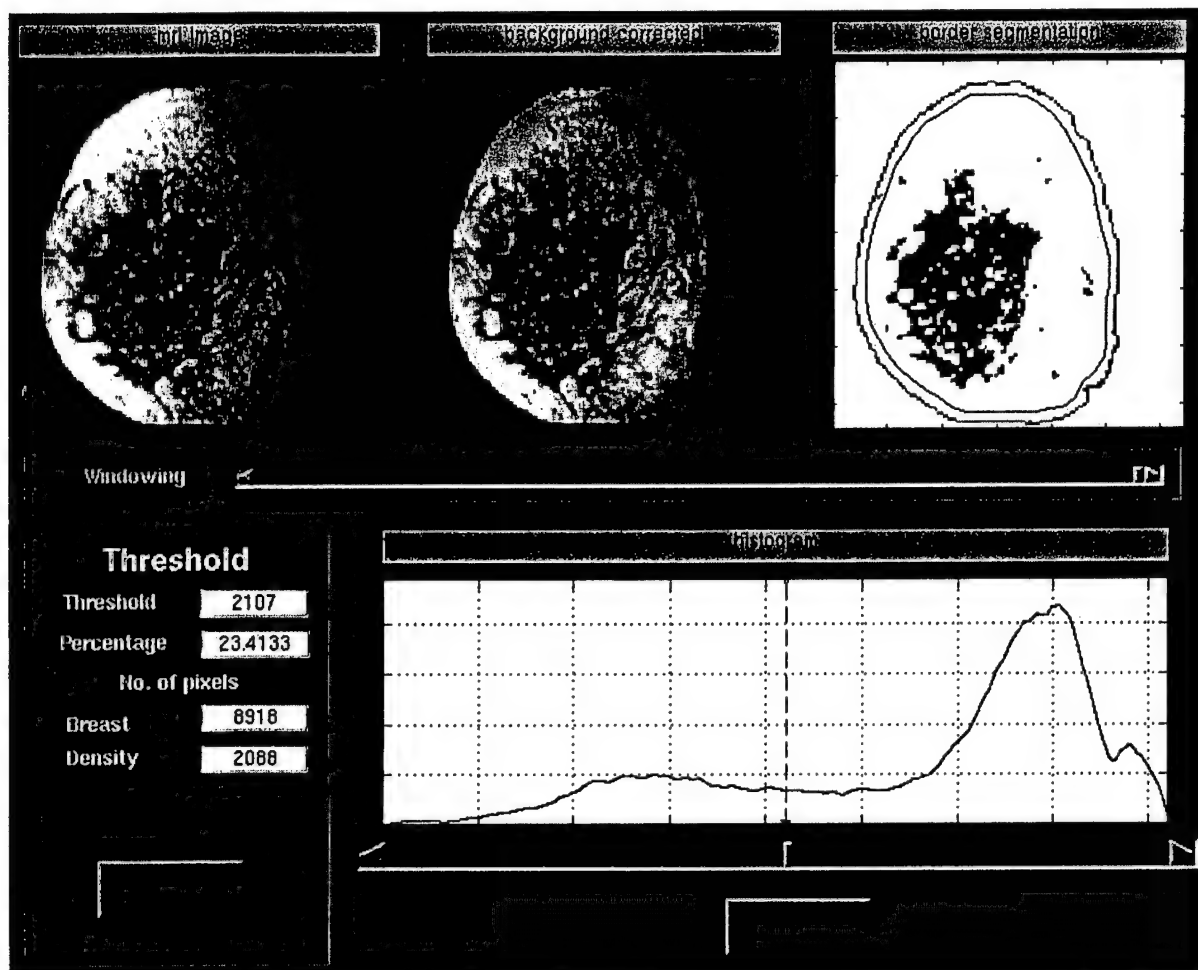 mri image
background corrected
border segmentation
Windowing
Histogram
Threshold
Threshold 2107
Percentage 23.4133
No. of pixels
Breast 8918
Density 2088